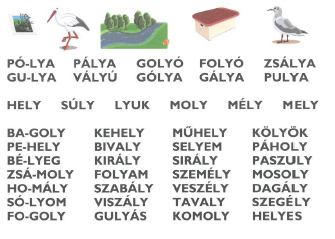 PÓ-LYA PÁLYA GOLYÓ FOLYÓ ZSÁLYA
GU-LYA VÁLYÚ GÓLYA GÁLYA PULYA
HELY SÚLY LYUK MOLY MÉLY MELY
BA-GOLY KEHELY MŰHELY KÖLYÖK
PE-HELY BIVALY SELYEM PÁHOLY
BÉ-LYEG KIRÁLY SIRÁLY PASZULY
ZSÁ-MOLY FOLYAM SZEMÉLY MOSOLY
HO-MÁLY SZABÁLY VESZÉLY DAGÁLY
SÓ-LYOM VISZÁLY TAVALY SZEGÉLY
FO-GOLY GULYÁS KOMOLY HELYES